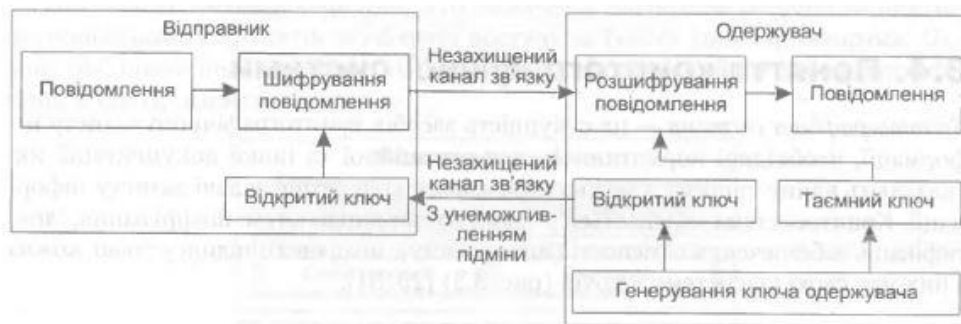 Відправник
Повідомлення
Шифрування
повідомлення
Відкритий ключ
Незахищений
канал зв'язку
Незахищений
канал зв'язку
З унеможлив-
ленням
підміни
Одержувач
Розшифрування
повідомлення
Повідомлення
Відкритий ключ
Таємний ключ
Генерування ключа одержувача